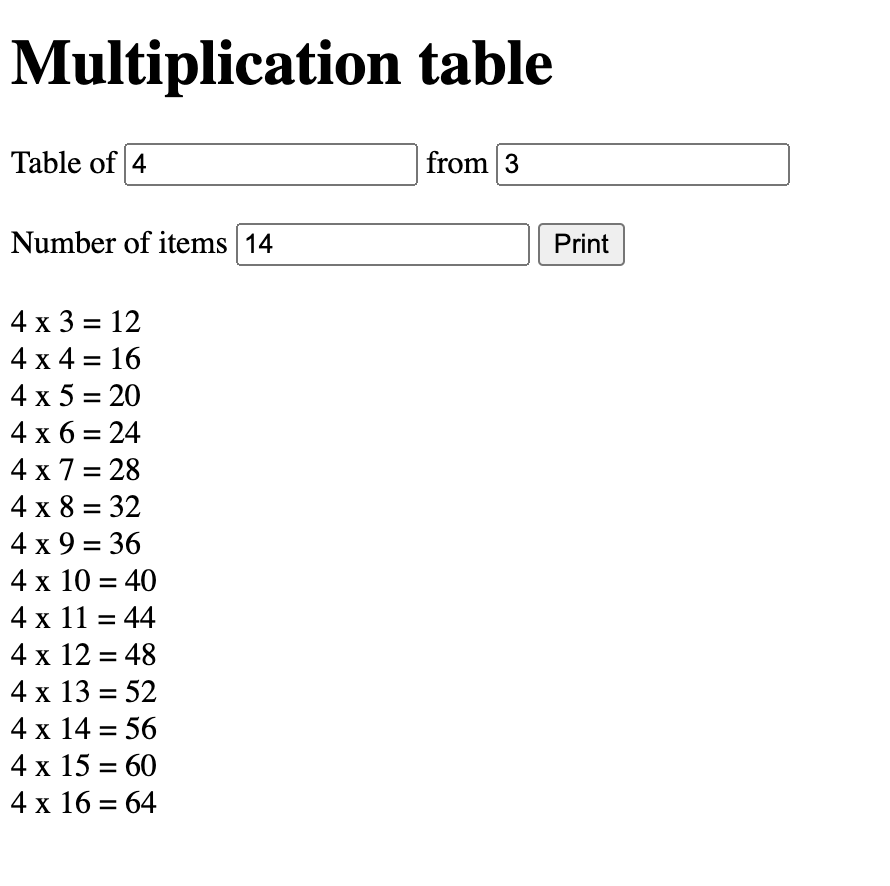 Multiplication table
Table of 4 from 3
Number of items 14 Print
4 x 3 = 12
4 x 4 = 16
4 x 5 = 20
4 x 6 = 24
4 x 7 = 28
4 x 8 = 32
4 x 9 = 36
4 x 10 = 40
4 x 11 = 44
4 x 12 = 48
4 x 13 = 52
4 x 14 = 56
4 x 15 = 60
4 x 16 = 64